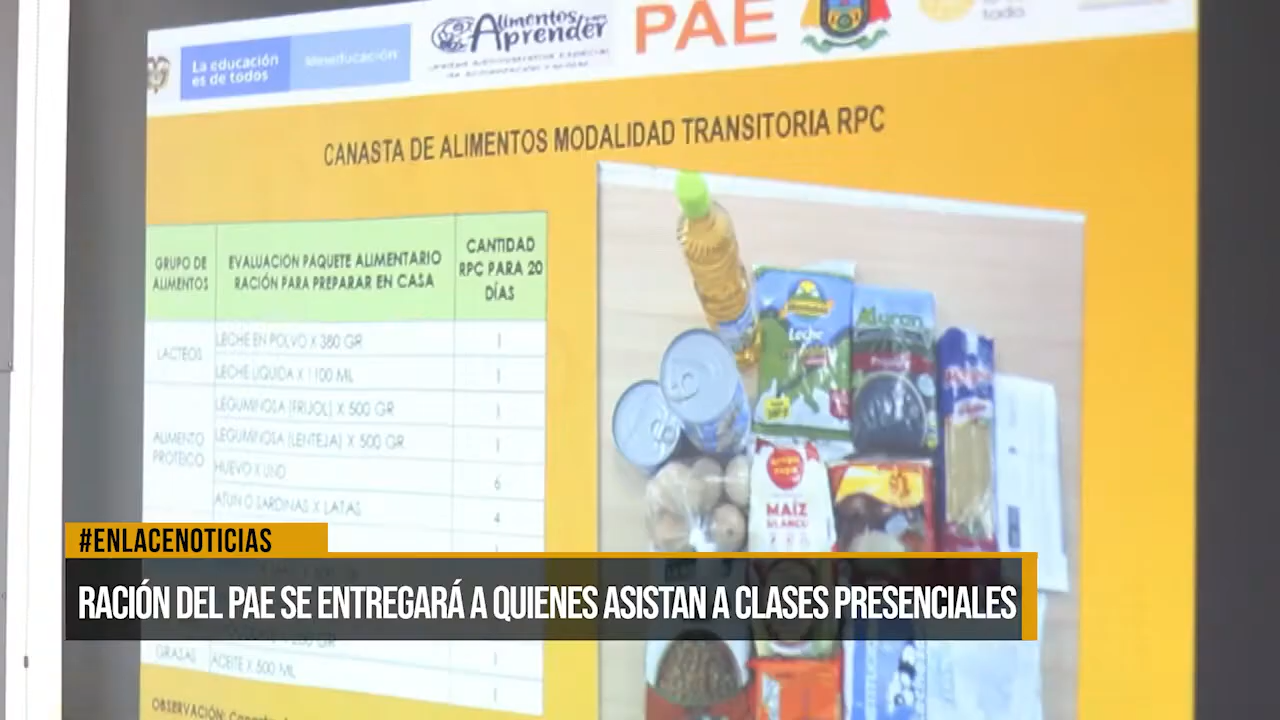 La educación
es de todos
Mineducación
Alimentos
Aprender
PAE
CANASTA DE ALIMENTOS MODALIDAD TRANSITORIA RPC
GRUPO DE
ALIMENTOS
EVALUACION PAQUETE ALIMENTARIO
RACIÓN PARA PREPARAR EN CASA
CANTIDAD
RPC PARA 20
DÍAS
LACTEOS
LECHE EN POLVO X 380 GR
1
LECHE LIQUIDA X 1100 ML
1
ALIMENTO
PROTEICO
LEGUMINOSA (FRIJOL) X 500 GR
1
LEGUMINOSA (LENTEJA) X 500 GR
1
HUEVO X UND
6
ATUN O SARDINAS X LATAS
4
Leche
MAÍZ
BLANCO
#ENLACENOTICIAS
RACIÓN DEL PAE SE ENTREGARÁ A QUIENES ASISTAN A CLASES PRESENCIALES
GRASAS
ACEITE X 500 ML
1
1
OBSERVACIÓN: